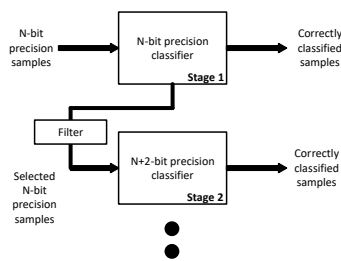 N-bit
precision
samples
N-bit precision
classifier
Stage 1
Correctly
classified
samples
Filter
Selected
N-bit
precision
samples
N+2-bit precision
classifier
Stage 2
Correctly
classified
samples